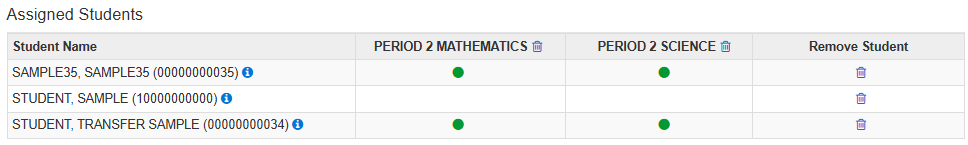 Assigned Students
Student Name PERIOD 2 MATHEMATICS PERIOD 2 SCIENCE Remove Student
SAMPLE35, SAMPLE35 (00000000035)
STUDENT, SAMPLE (10000000000)
STUDENT, TRANSFER SAMPLE (00000000034)